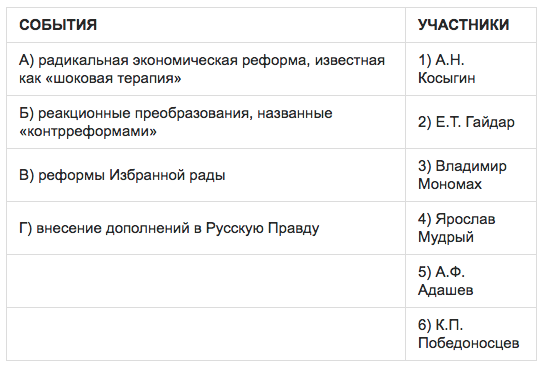 СОБЫТИЯ УЧАСТНИКИ
А) радикальная экономическая реформа, известная
как «шоковая терапия»
1) А.Н.
Косыгин
Б) реакционные преобразования, названные
«контрреформами»
2) Е.Т. Гайдар
В) реформы Избранной рады
3) Владимир
Мономах
Г) внесение дополнений в Русскую Правду
4) Ярослав
Мудрый
5) А.Ф.
Адашев
6) К.П.
Победоносцев